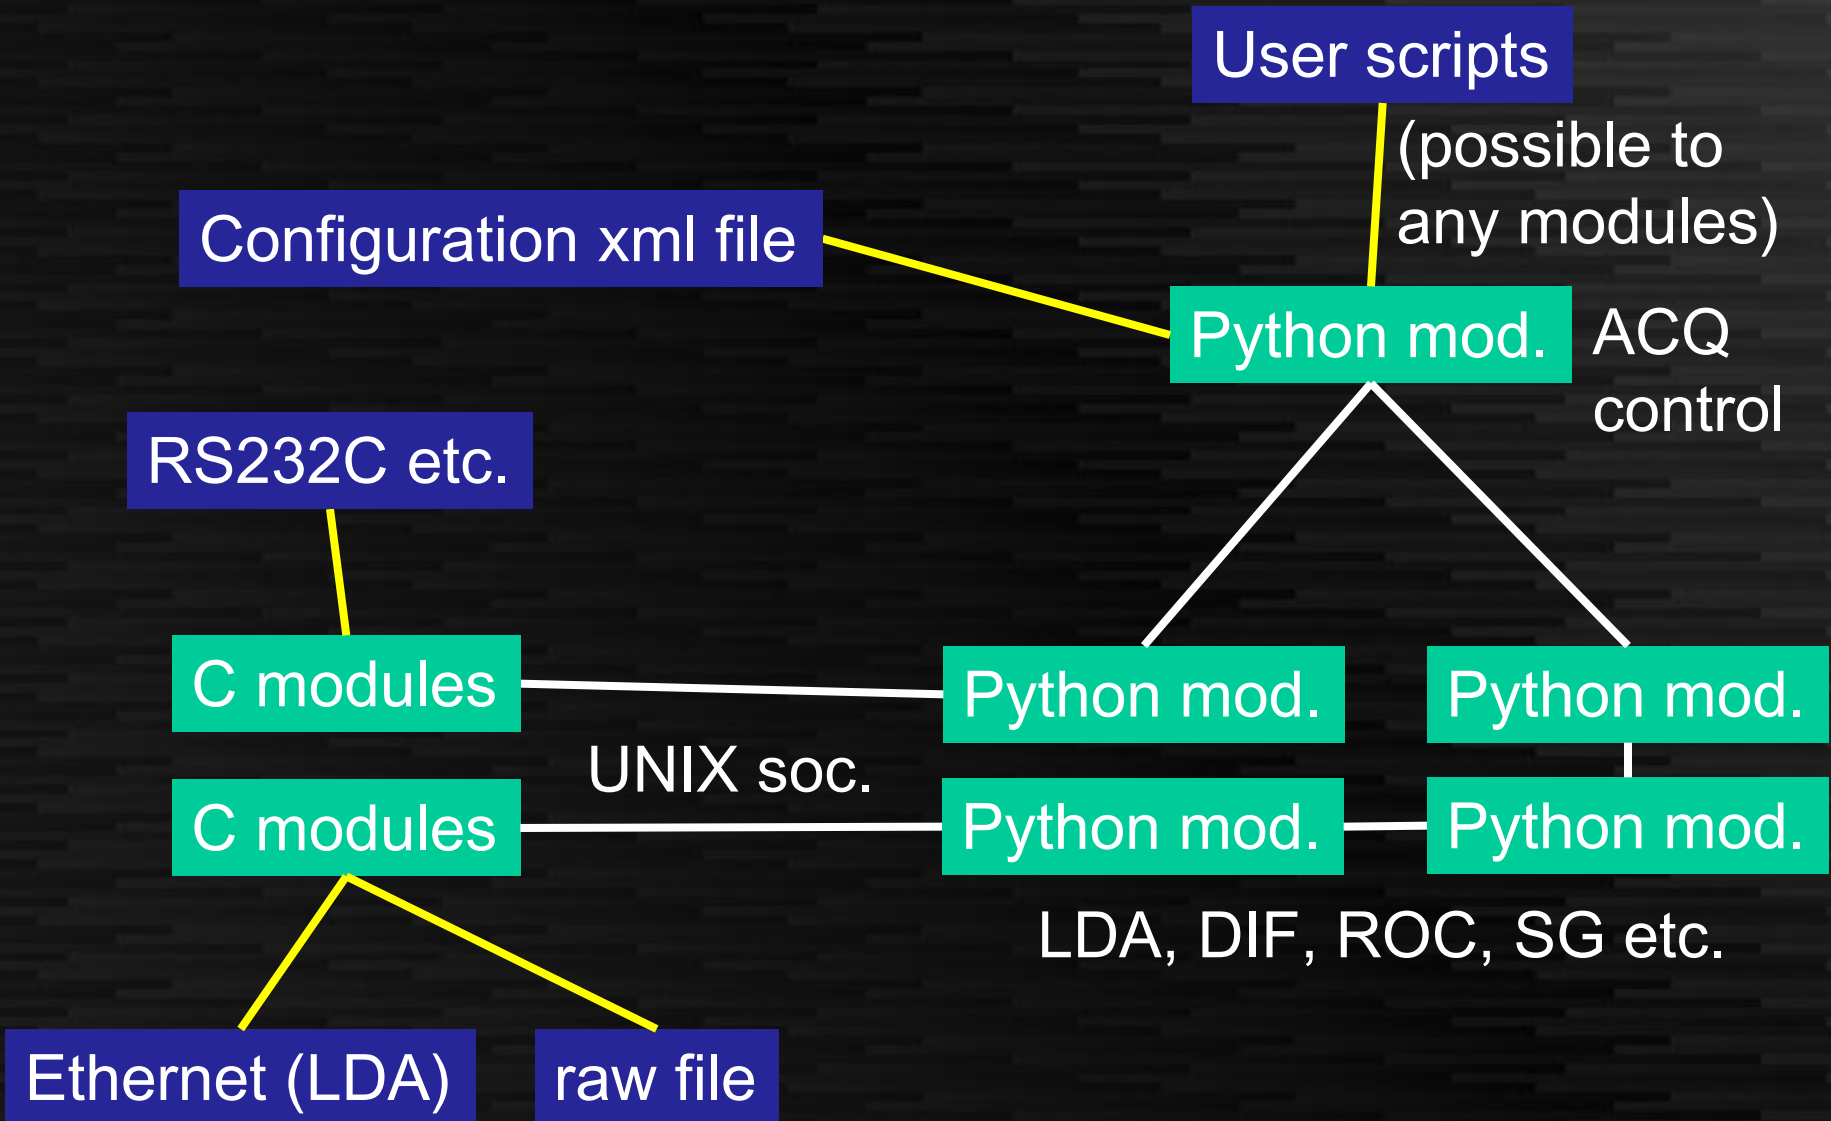 User scripts
(possible to
any modules)
Configuration xml file
Python mod.
ACQ
control
RS232C etc.
C modules
Python mod.
Python mod.
UNIX soc.
C modules
Python mod.
Python mod.
LDA, DIF, ROC, SG etc.
Ethernet (LDA)
raw file